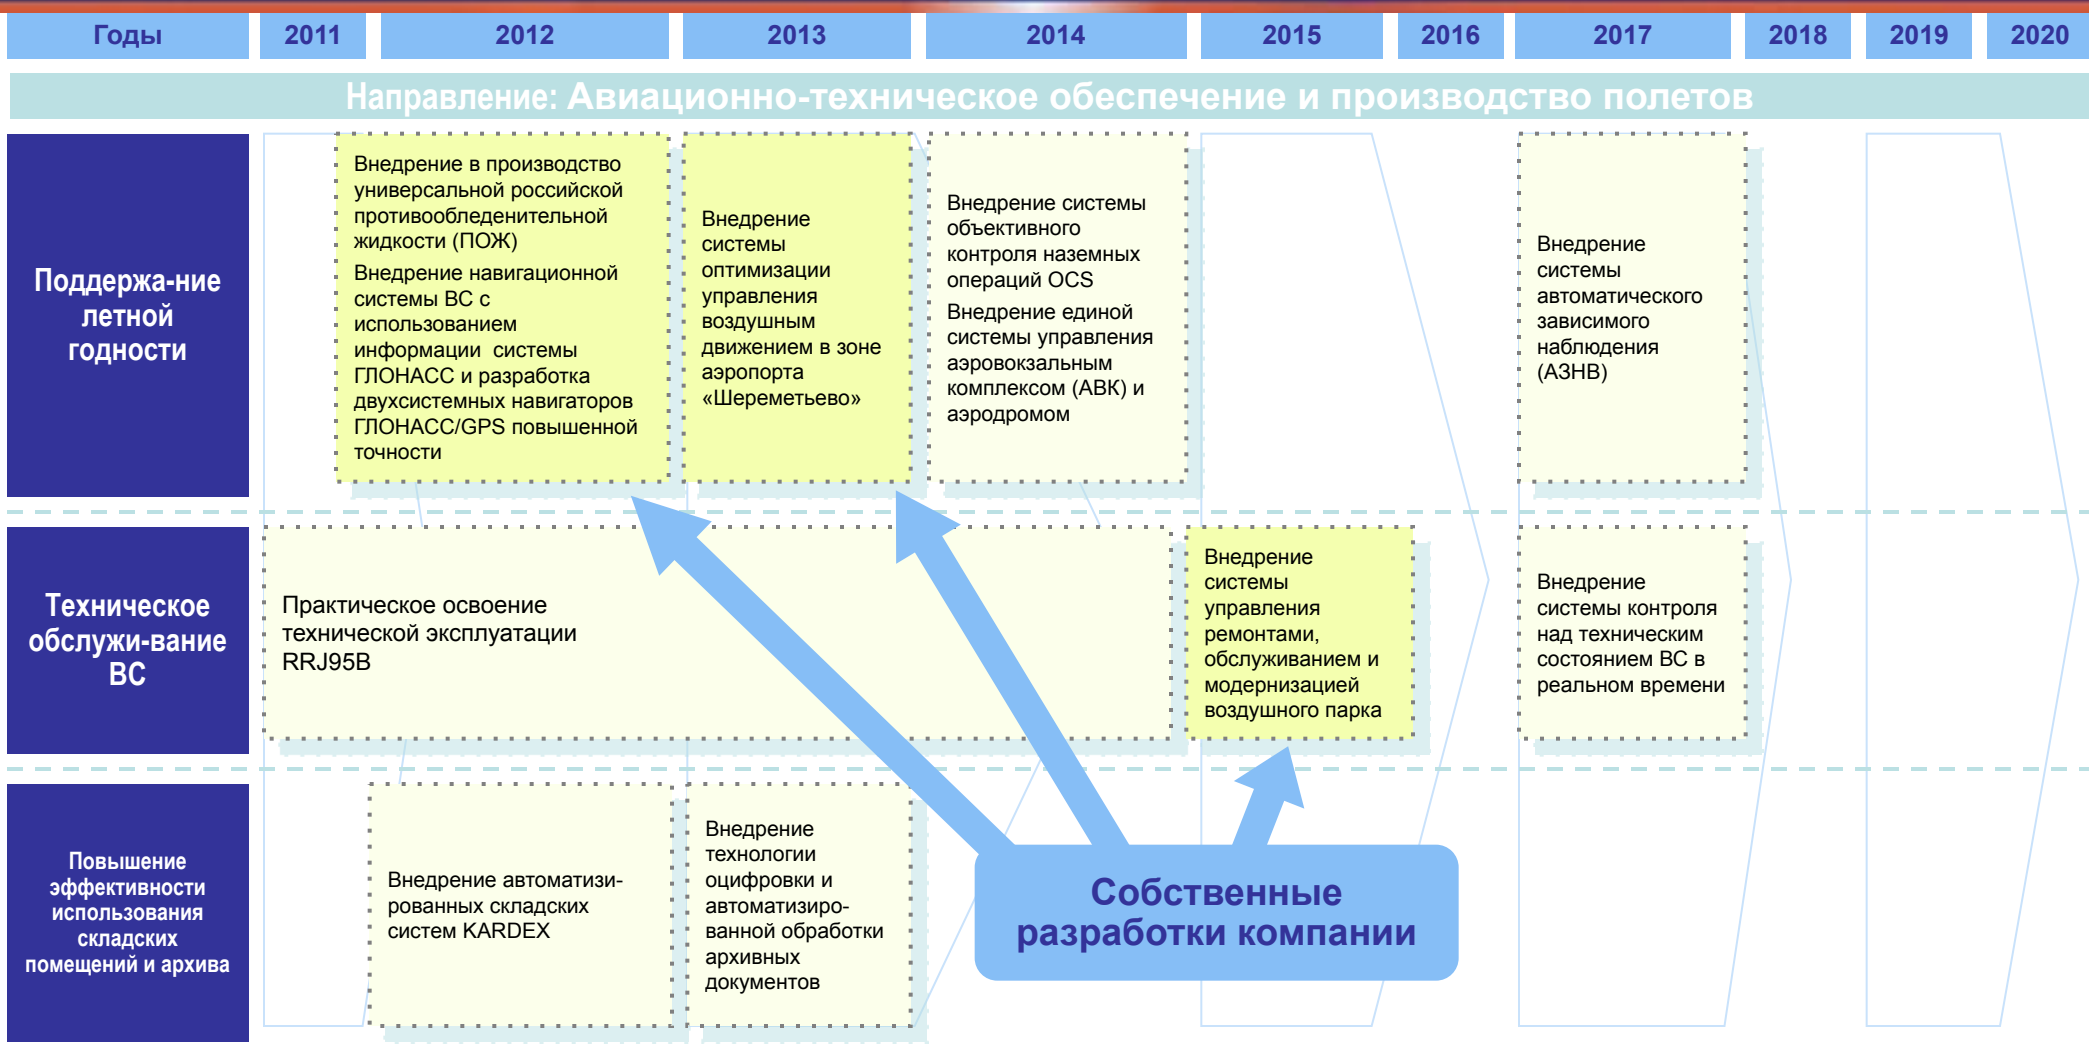 Годы 2011 2012 2013 2014 2015 2016 2017 2018 2019 2020
Направление: Авиационно-техническое обеспечение и производство полетов
Поддержа-ние
летной
годности
Внедрение в производство
универсальной российской
противообледенительной
жидкости (ПОЖ)
Внедрение навигационной
системы ВС с
использованием
информации системы
ГЛОНАСС и разработка
двухсистемных навигаторов
ГЛОНАСС/GPS повышенной
точности
Внедрение
системы
оптимизации
управления
воздушным
движением в зоне
аэропорта
«Шереметьево»
Внедрение системы
объективного
контроля наземных
операций OCS
Внедрение единой
системы управления
аэровокзальным
комплексом (АВК) и
аэродромом
Внедрение
системы
автоматического
зависимого
наблюдения
(АЗНВ)
Техническое
обслужи-вание
ВС
Практическое освоение
технической эксплуатации
RRJ95B
Внедрение
системы
управления
ремонтами,
обслуживанием и
модернизацией
воздушного парка
Внедрение
системы контроля
над техническим
состоянием ВС в
реальном времени
Повышение
эффективности
использования
складских
помещений и архива
Внедрение автоматизи-
рованных складских
систем KARDEX
Внедрение
технологии
оцифровки и
автоматизиро-
ванной обработки
архивных
документов
Собственные
разработки компании